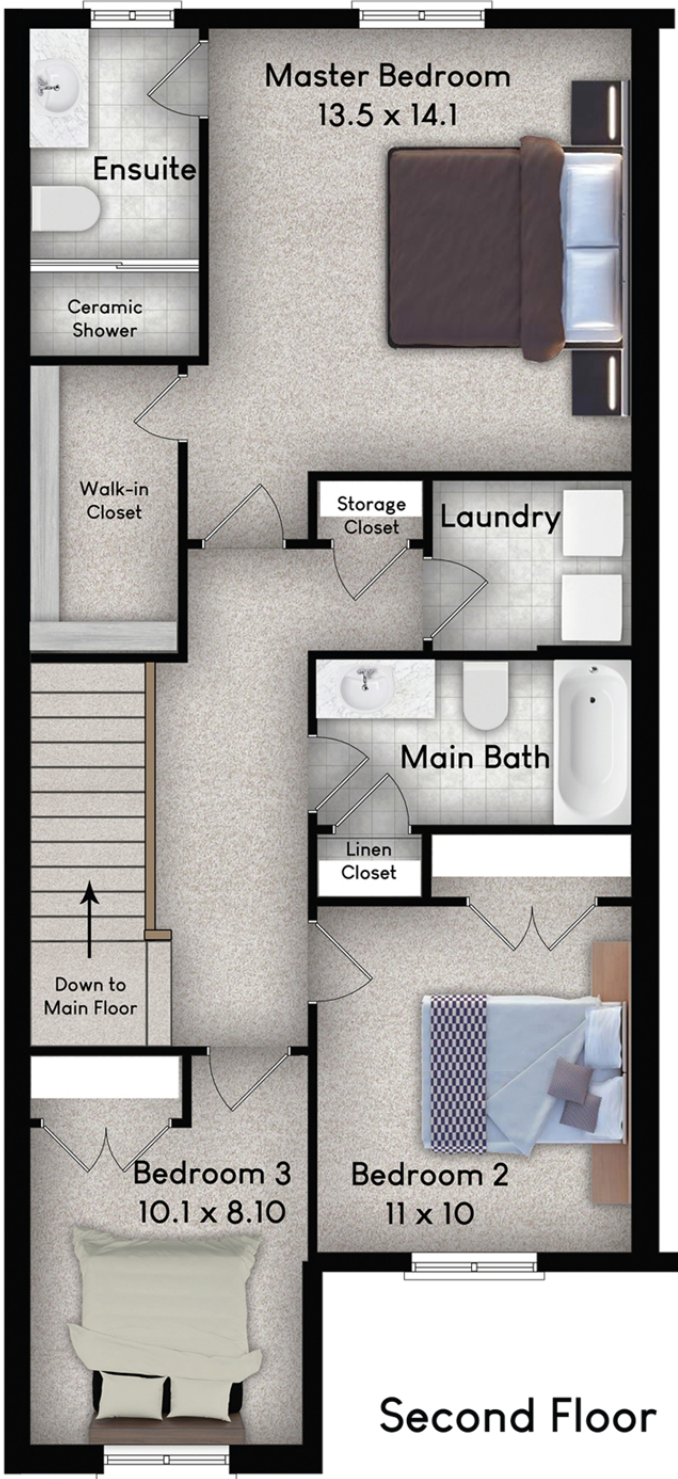 Master Bedroom
13.5 x 14.1
Ensuite
Ceramic
Shower
Walk-in
Closet
Storage
Closet
Laundry
Main Bath
Linen
Closet
Down to
Main Floor
Bedroom 3
10.1 x 8.10
Bedroom 2
11 x 10
Second Floor